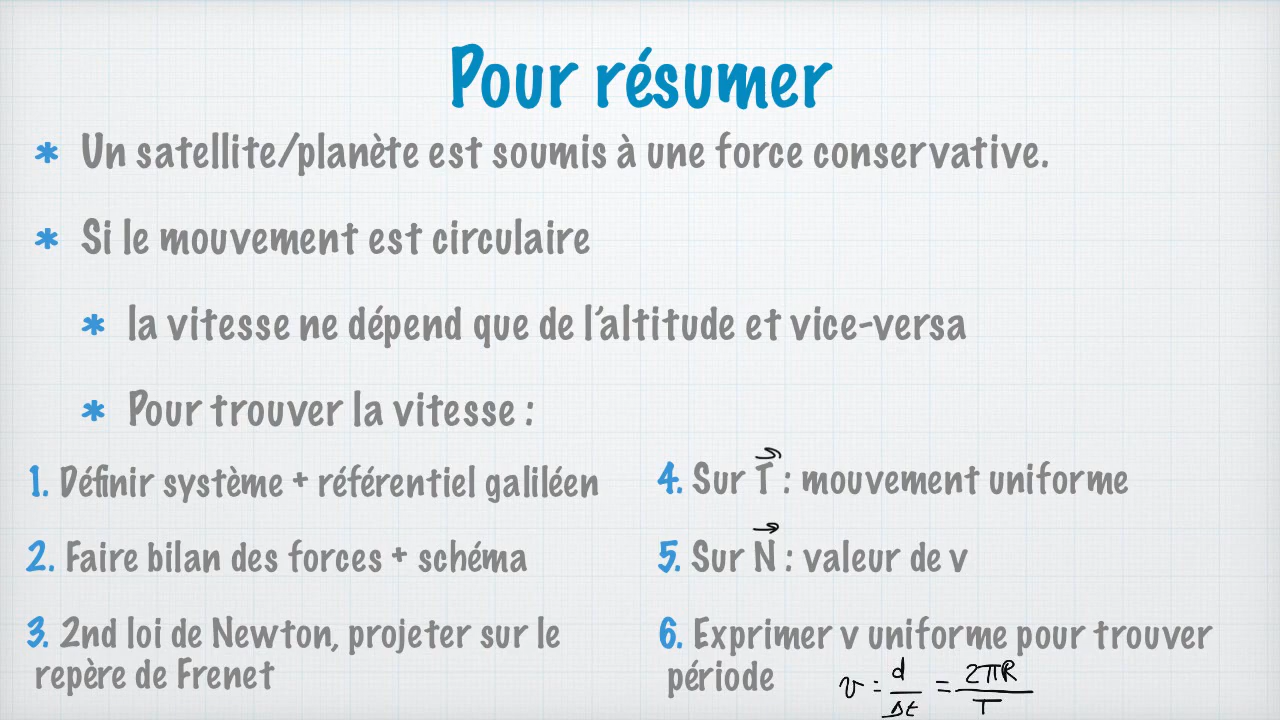 Pour résumer
* Un satellite/planète est soumis à une force conservative.
* Si le mouvement est circulaire
* la vitesse ne dépend que de l'altitude et vice-versa
* Pour trouver la vitesse :
1. Définir système + référentiel galiléen
2. Faire bilan des forces + schéma
3. 2nd loi de Newton, projeter sur le
repère de Frenet
4. Sur T⃗ : mouvement uniforme
5. Sur N⃗ : valeur de v
6. Exprimer v uniforme pour trouver
période
v = d/Δt = 2πR/T